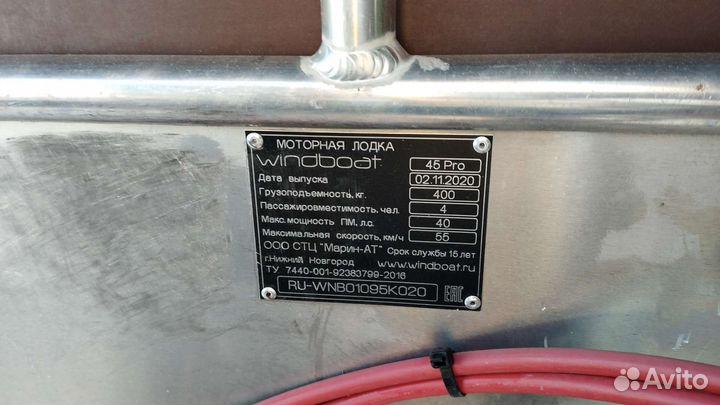 МОТОРНАЯ ЛОДКА
windboat 45 Pro
Дата выпуска 02.11.2020
Грузоподъемность, кг. 400
Пассажировместимость, чел. 4
Макс. мощность ПМ, л.с. 40
Максимальная скорость, км/ч 55
ООО СТЦ "Марин-АТ" Срок службы 15 лет
г.Нижний Новгород www.windboat.ru
ТУ 7440-001-92383799-2016
RU-WNB01095K020 EAC
Avito